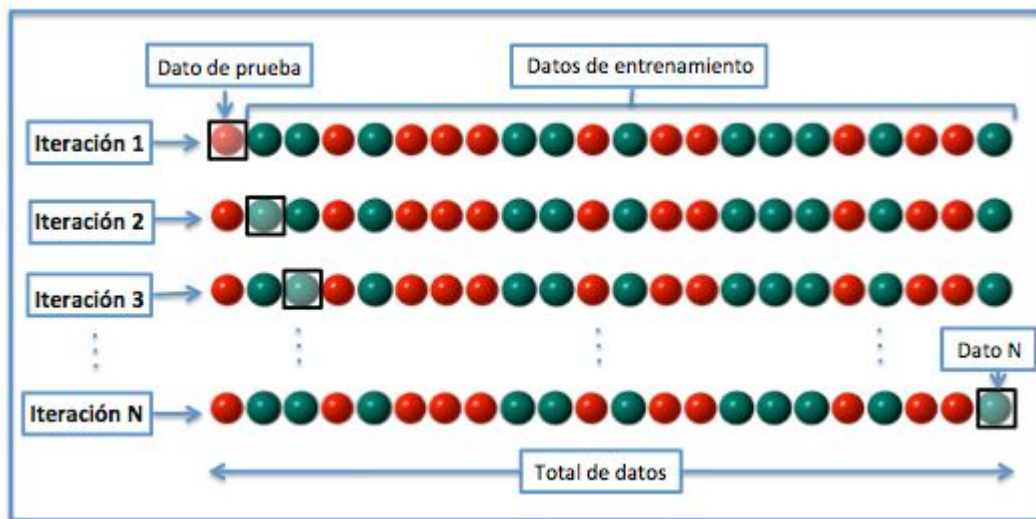 Dato de prueba
Datos de entrenamiento
Iteración 1
Iteración 2
Iteración 3
Dato N
Iteración N
Total de datos